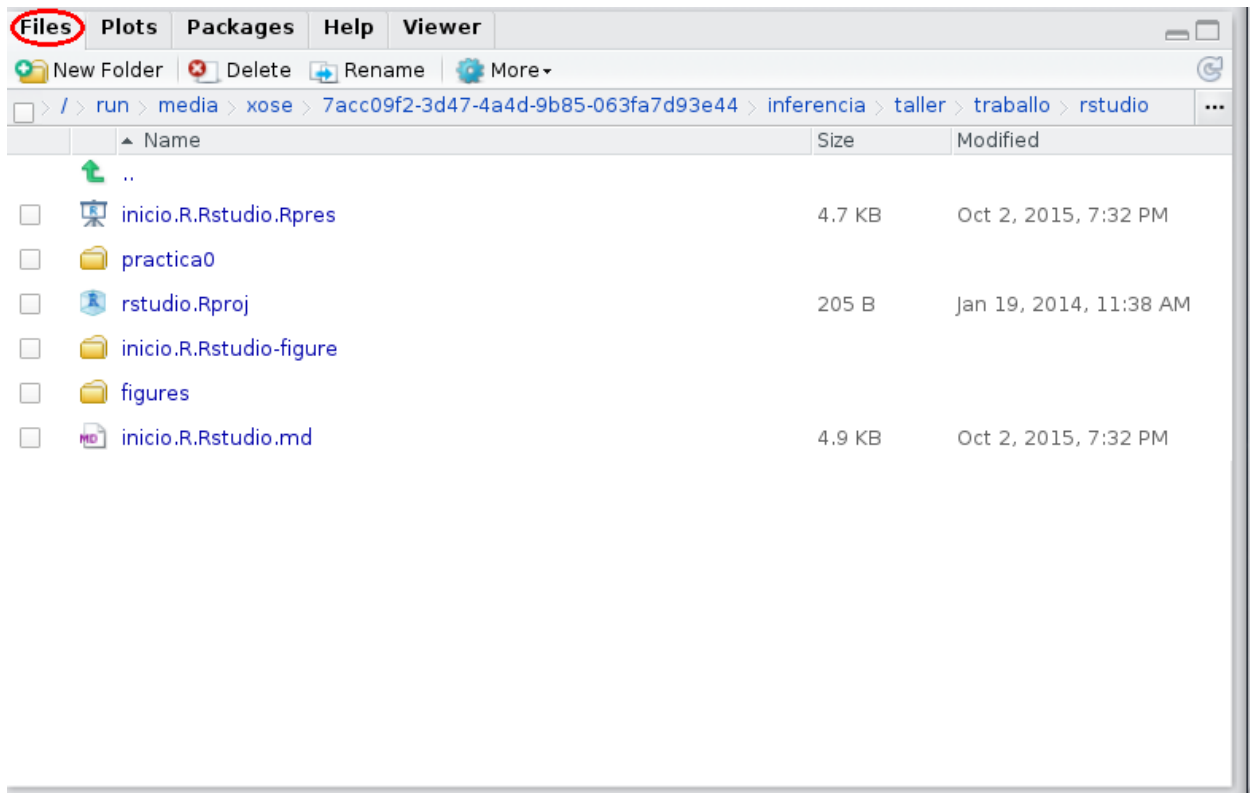 Files Plots Packages Help Viewer
New Folder Delete Rename More
> / > run > media > xose > 7acc09f2-3d47-4a4d-9b85-063fa7d93e44 > inferencia > taller > traballo > rstudio ...
Name Size Modified
..
inicio.R.Rstudio.Rpres 4.7 KB Oct 2, 2015, 7:32 PM
practica0
R rstudio.Rproj 205 B Jan 19, 2014, 11:38 AM
inicio.R.Rstudio-figure
figures
MD inicio.R.Rstudio.md 4.9 KB Oct 2, 2015, 7:32 PM